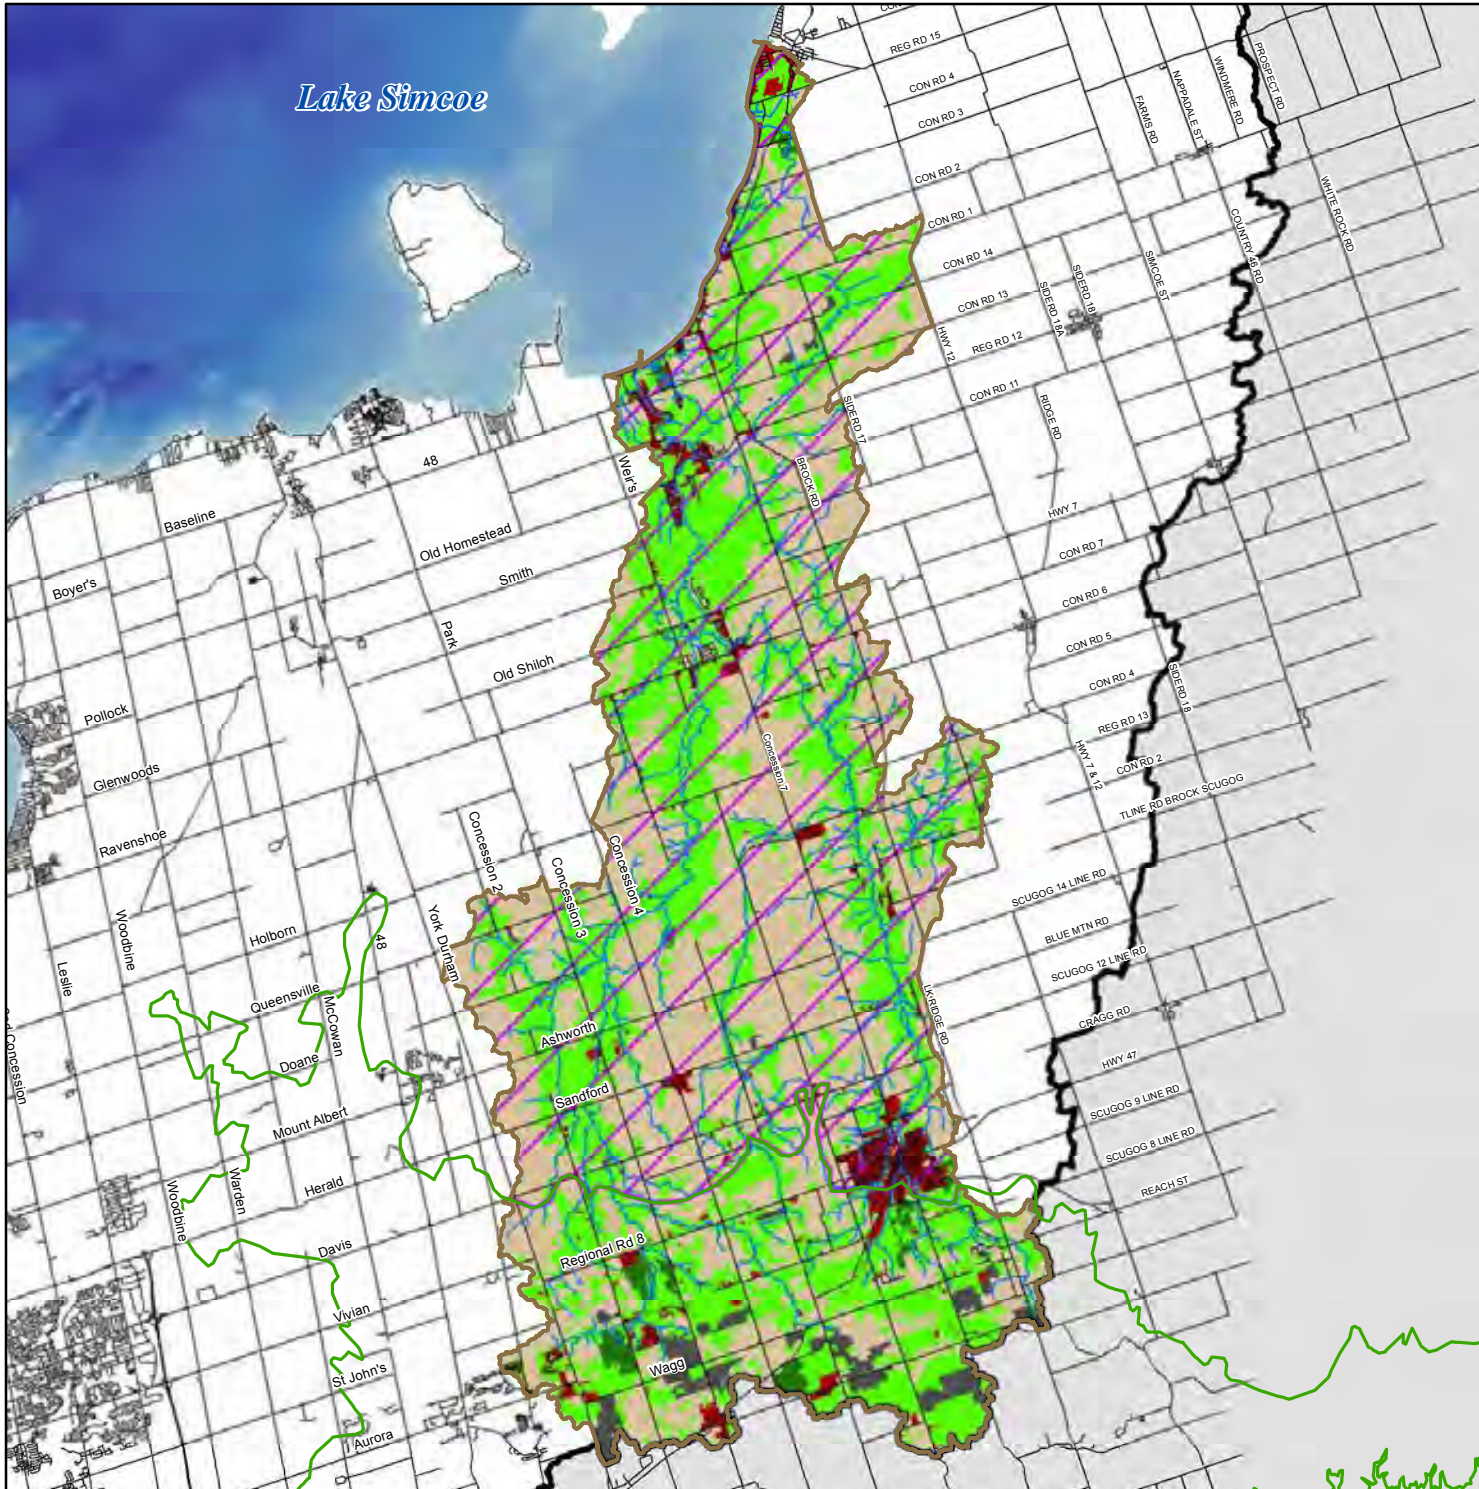 Lake Simcoe
REG RD 15
CON RD 4
CON RD 3
CON RD 2
CON RD 1
CON RD 14
CON RD 13
REG RD 12
CON RD 11
HWY 12
SIDERD 18A
SIDERD 18
SIMCOE ST
FARMS RD
NAPPADALE ST
WINDMERE RD
PROSPECT RD
WHITE ROCK RD
COUNTRY 46 RD
RIDGE RD
SIDERD 17
BROCK RD
HWY 7
CON RD 7
CON RD 6
CON RD 5
CON RD 4
REG RD 13
CON RD 2
SIDERD 18
HWY 7 & 12
TLINE RD BROCK SCUGOG
SCUGOG 14 LINE RD
BLUE MTN RD
SCUGOG 12 LINE RD
CRAGG RD
HWY 47
SCUGOG 9 LINE RD
SCUGOG 8 LINE RD
REACH ST
LK RIDGE RD
48
Weir's
Baseline
Old Homestead
Smith
Boyer's
Park
Old Shiloh
Pollock
Glenwoods
Ravenshoe
Concession 2
Concession 3
Concession 4
Concession 7
York Durham
Woodbine
Leslie
Holborn
48
Queensville
McCowan
Doane
Mount Albert
Ashworth
Sandford
Herald
Warden
Woodbine
Davis
Regional Rd 8
Vivian
St John's
Wagg
Aurora